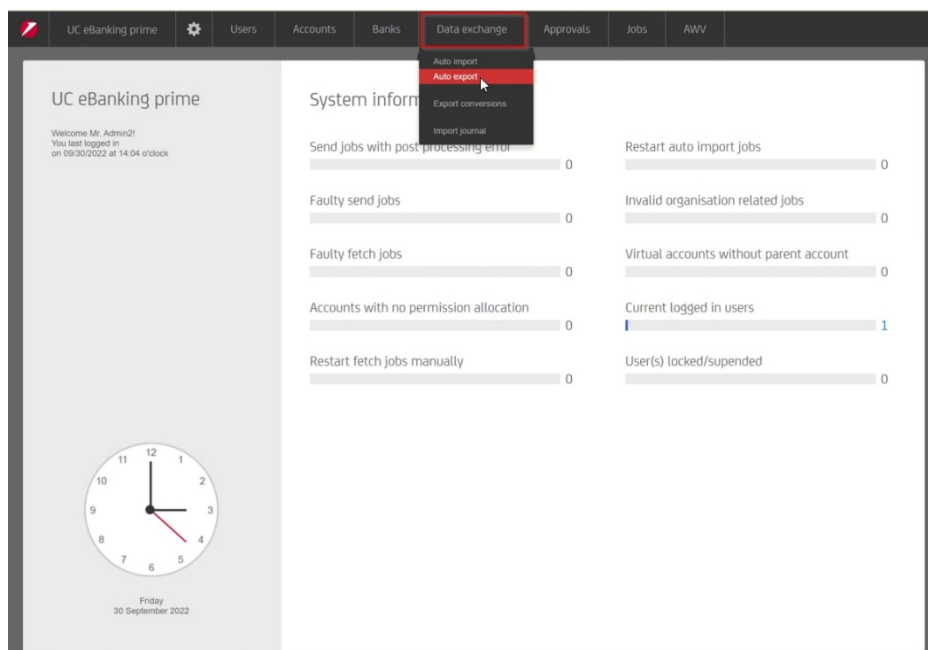 UC eBanking prime
Users
Accounts
Banks
Data exchange
Approvals
Jobs
AWV
Auto import
Auto export
Export conversions
Import journal
UC eBanking prime
Welcome Mr. Admin2!
You last logged in
on 09/30/2022 at 14:04 o'clock
System inform
Send jobs with post processing error
0
Restart auto import jobs
0
Faulty send jobs
0
Invalid organisation related jobs
0
Faulty fetch jobs
0
Virtual accounts without parent account
0
Accounts with no permission allocation
0
Current logged in users
1
Restart fetch jobs manually
0
User(s) locked/supended
0
12
1
2
3
4
5
6
7
8
9
10
11
Friday
30 September 2022